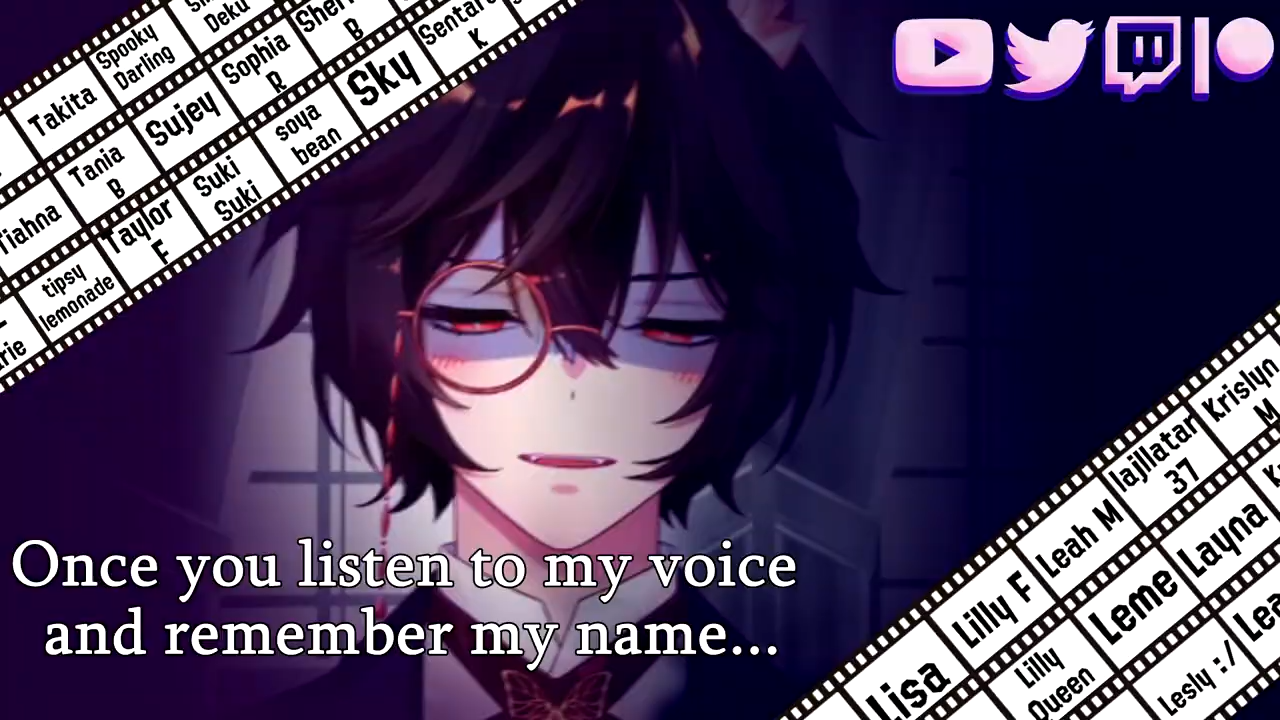 Spooky
Darling
Deku
B
Sentaro
K
Takita
Sujey
Sophia
R
Sky
Tania
B
soya
bean
Tiahna
Taylor
F
Suki
Suki
tipsy
lemonade
Once you listen to my voice
and remember my name...
Krislyn
M
lajllatar
37
Leah M
Layna
Lilly F
Leme
Lisa
Lilly
Queen
Lesly :/